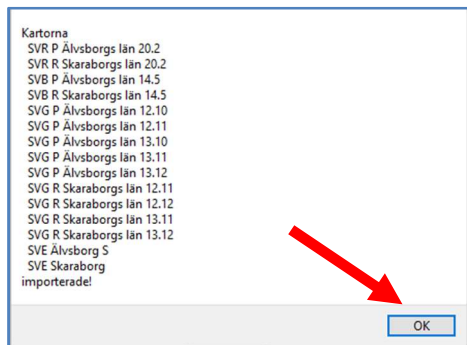 Kartorna
SVR P Älvsborgs län 20.2
SVR R Skaraborgs län 20.2
SVB P Älvsborgs län 14.5
SVB R Skaraborgs län 14.5
SVG P Älvsborgs län 12.10
SVG P Älvsborgs län 12.11
SVG P Älvsborgs län 13.10
SVG P Älvsborgs län 13.11
SVG P Älvsborgs län 13.12
SVG R Skaraborgs län 12.11
SVG R Skaraborgs län 12.12
SVG R Skaraborgs län 13.11
SVG R Skaraborgs län 13.12
SVE Älvsborg S
SVE Skaraborg
importerade!
OK